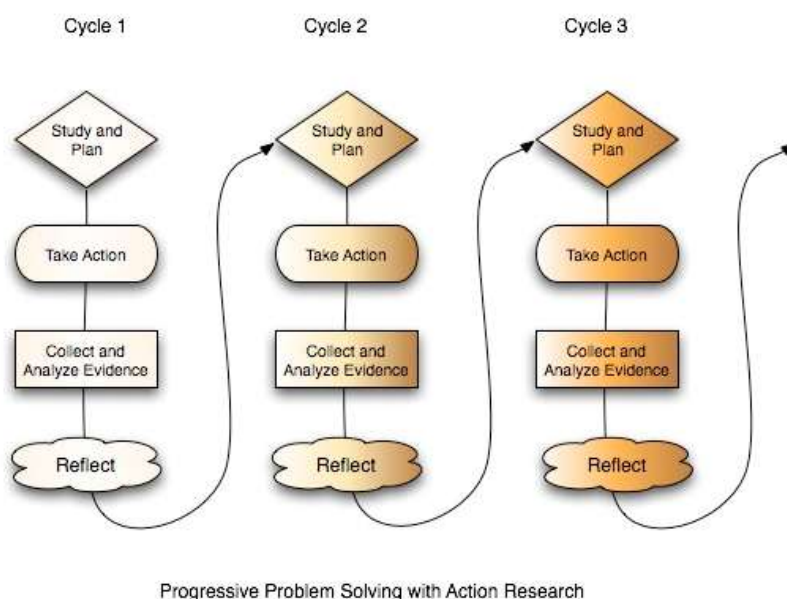 Cycle 1
Study and
Plan
Take Action
Collect and
Analyze Evidence
Reflect
Cycle 2
Study and
Plan
Take Action
Collect and
Analyze Evidence
Reflect
Cycle 3
Study and
Plan
Take Action
Collect and
Analyze Evidence
Reflect
Progressive Problem Solving with Action Research